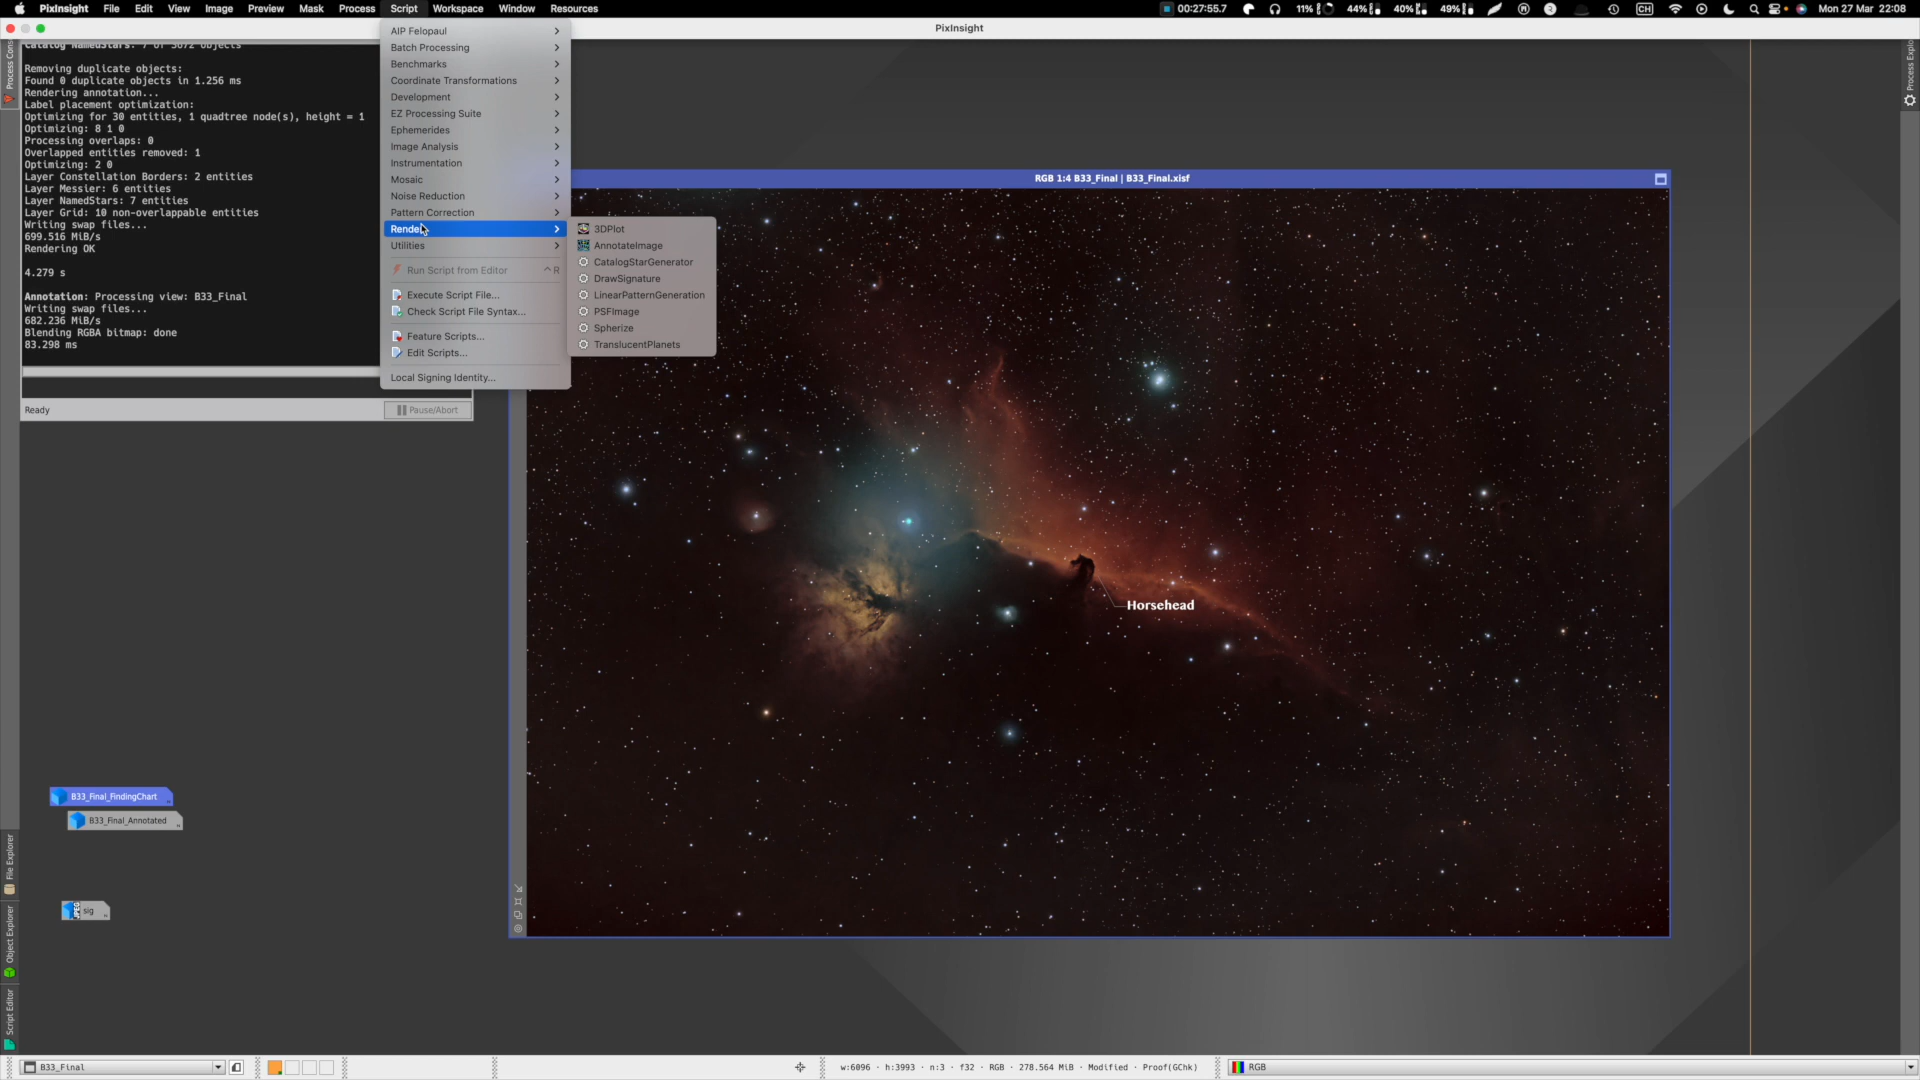 PixInsight File Edit View Image Preview Mask Process Script Workspace Window Resources
00:27:55.7 11% 44% 40% 49% CH Mon 27 Mar 22:08
PixInsight
Catalog NamedStars: 7 of 3672 objects
Removing duplicate objects:
Found 0 duplicate objects in 1.256 ms
Rendering annotation...
Label placement optimization:
Optimizing for 30 entities, 1 quadtree node(s), height = 1
Optimizing: 8 1 0
Processing overlaps: 0
Overlapped entities removed: 1
Optimizing: 2 0
Layer Constellation Borders: 2 entities
Layer Messier: 6 entities
Layer NamedStars: 7 entities
Layer Grid: 10 non-overlappable entities
Writing swap files...
699.516 MiB/s
Rendering OK
4.279 s
Annotation: Processing view: B33_Final
Writing swap files...
682.236 MiB/s
Blending RGBA bitmap: done
83.298 ms
Ready
Pause/Abort
AIP Felopaul
Batch Processing
Benchmarks
Coordinate Transformations
Development
EZ Processing Suite
Ephemerides
Image Analysis
Instrumentation
Mosaic
Noise Reduction
Pattern Correction
Render
Utilities
Run Script from Editor ^ R
Execute Script File...
Check Script File Syntax...
Feature Scripts...
Edit Scripts...
Local Signing Identity...
3DPlot
AnnotateImage
CatalogStarGenerator
DrawSignature
LinearPatternGeneration
PSFImage
Spherize
TranslucentPlanets
RGB 1:4 B33_Final | B33_Final.xisf
Horsehead
B33_Final_FindingChart
B33_Final_Annotated
sig
File Explorer
Object Explorer
Script Editor
B33_Final
w:6096 · h:3993 · n:3 · f32 · RGB · 278.564 MiB · Modified · Proof(GChk)
RGB